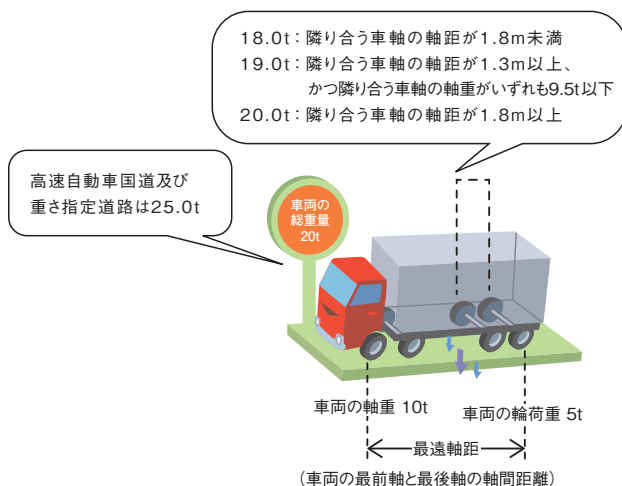 18.0t：隣り合う車軸の軸距が1.8m未満
19.0t：隣り合う車軸の軸距が1.3m以上、
かつ隣り合う車軸の軸重がいずれも9.5t以下
20.0t：隣り合う車軸の軸距が1.8m以上
高速自動車国道及び
重さ指定道路は25.0t
車両の
総重量
20t
車両の軸重 10t
車両の輪荷重 5t
最遠軸距
（車両の最前軸と最後軸の軸間距離）